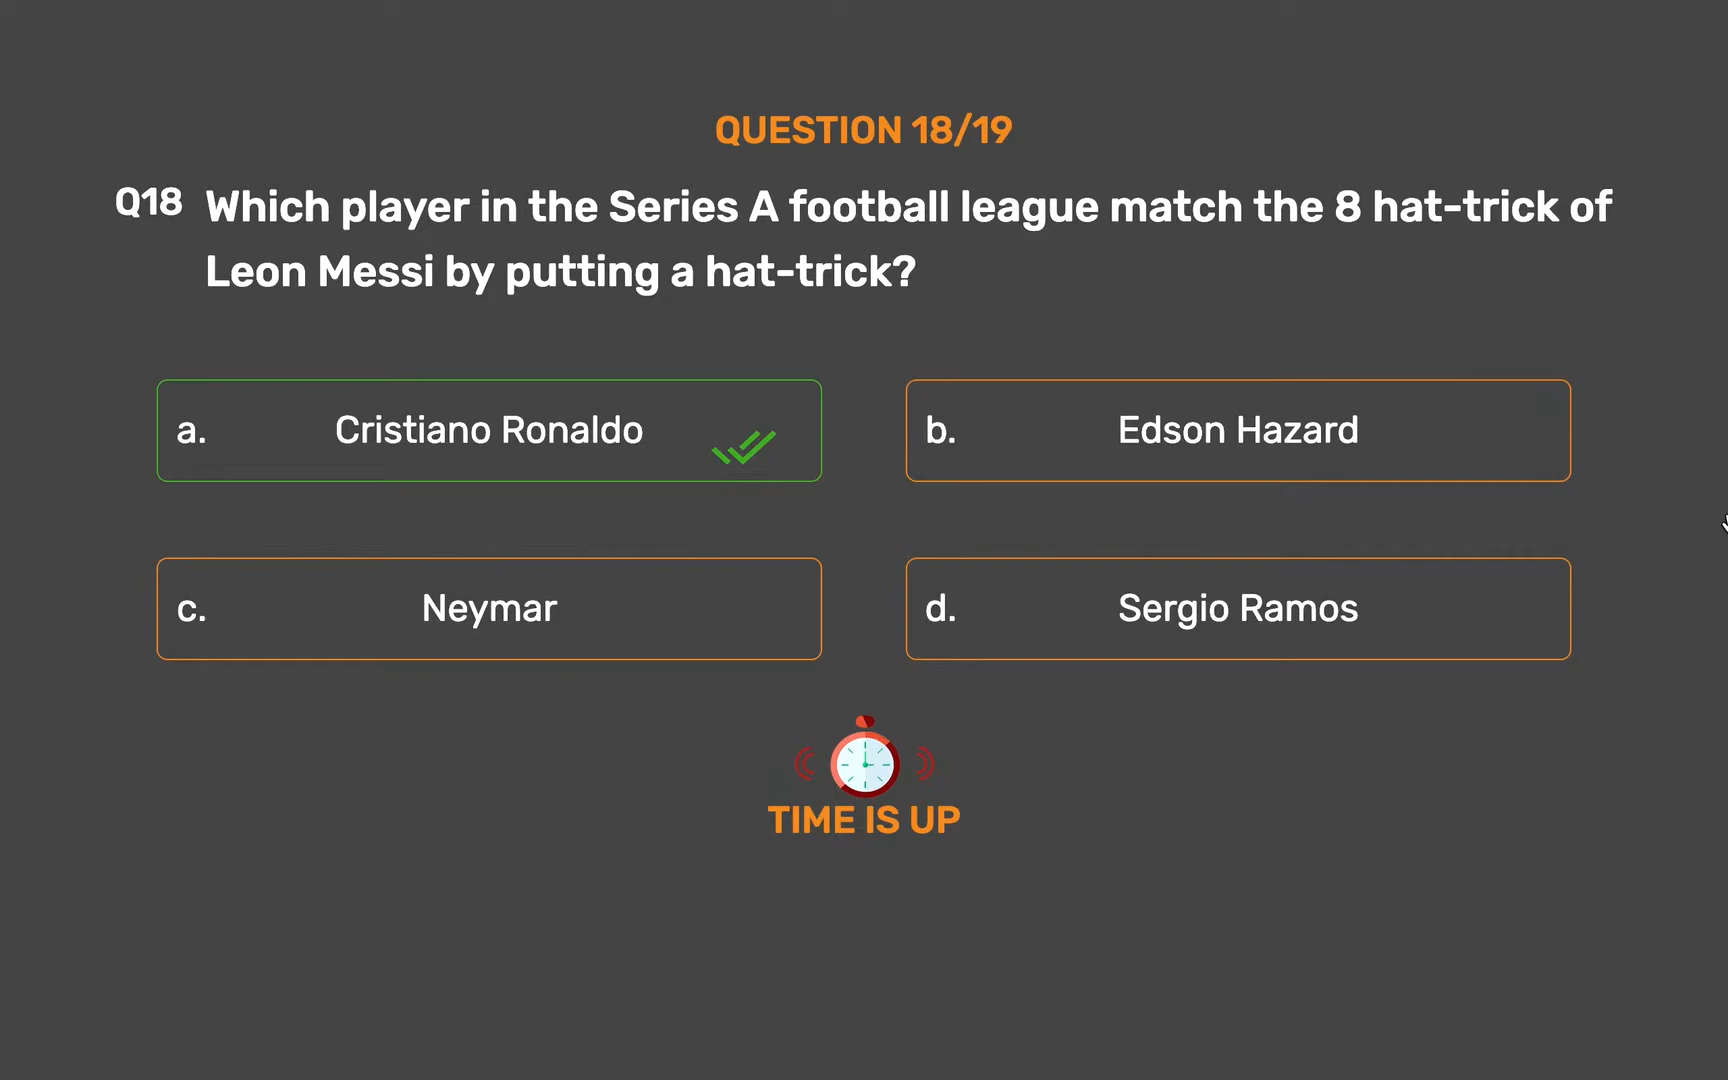 QUESTION 18/19
Q18 Which player in the Series A football league match the 8 hat-trick of
Leon Messi by putting a hat-trick?
a. Cristiano Ronaldo
b. Edson Hazard
c. Neymar
d. Sergio Ramos
TIME IS UP